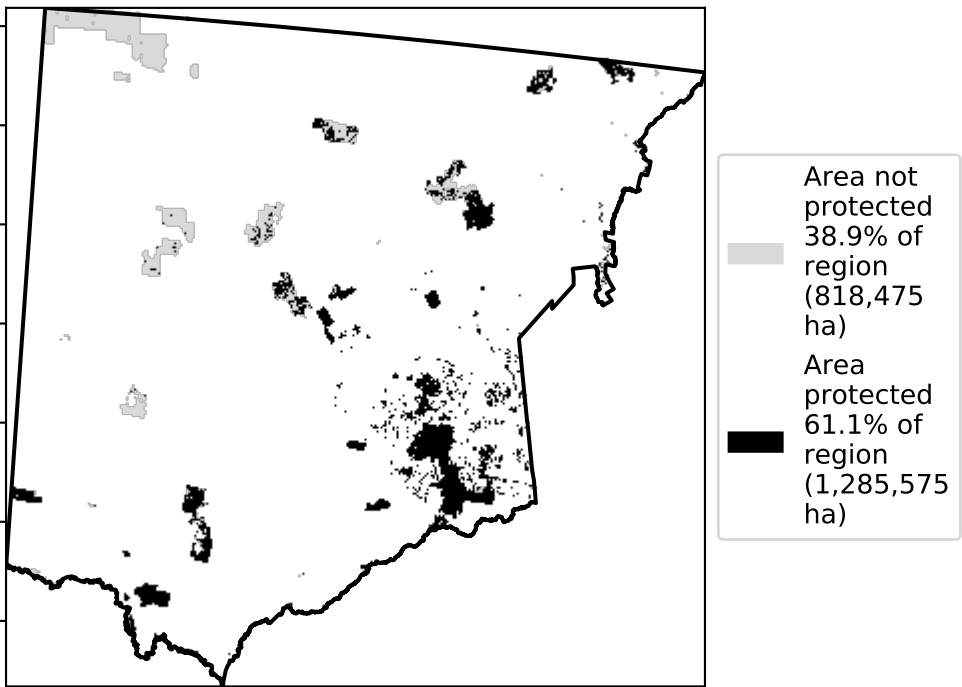 Area not
protected
38.9% of
region
(818,475
ha)
Area
protected
61.1% of
region
(1,285,575
ha)